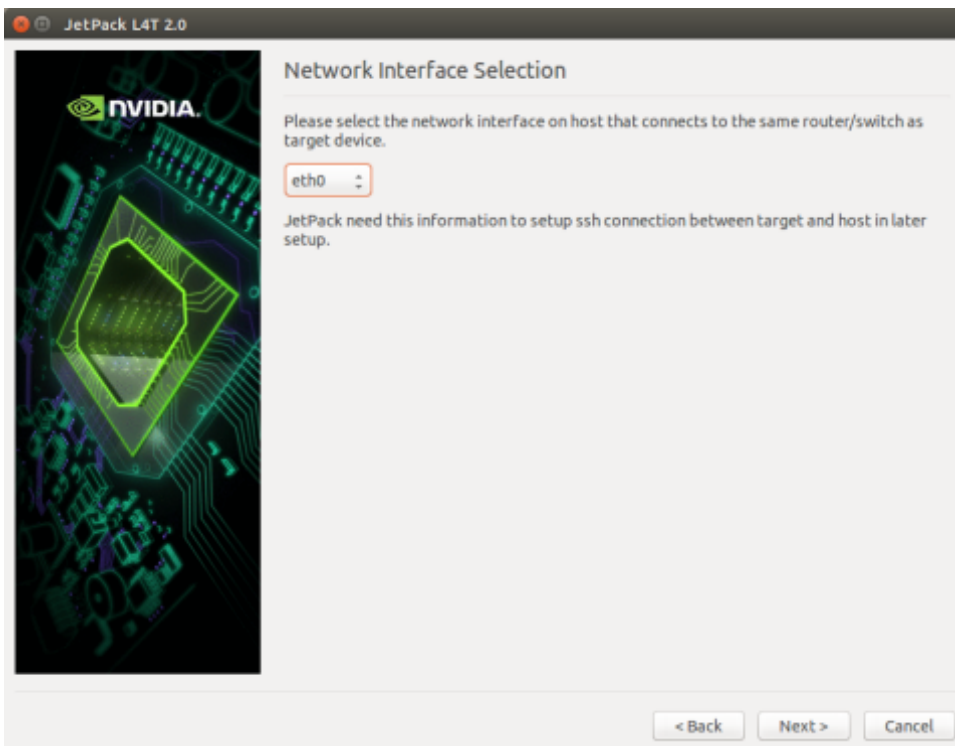 JetPack L4T 2.0
NVIDIA.
Network Interface Selection
Please select the network interface on host that connects to the same router/switch as
target device.
eth0
JetPack need this information to setup ssh connection between target and host in later
setup.
< Back Next > Cancel